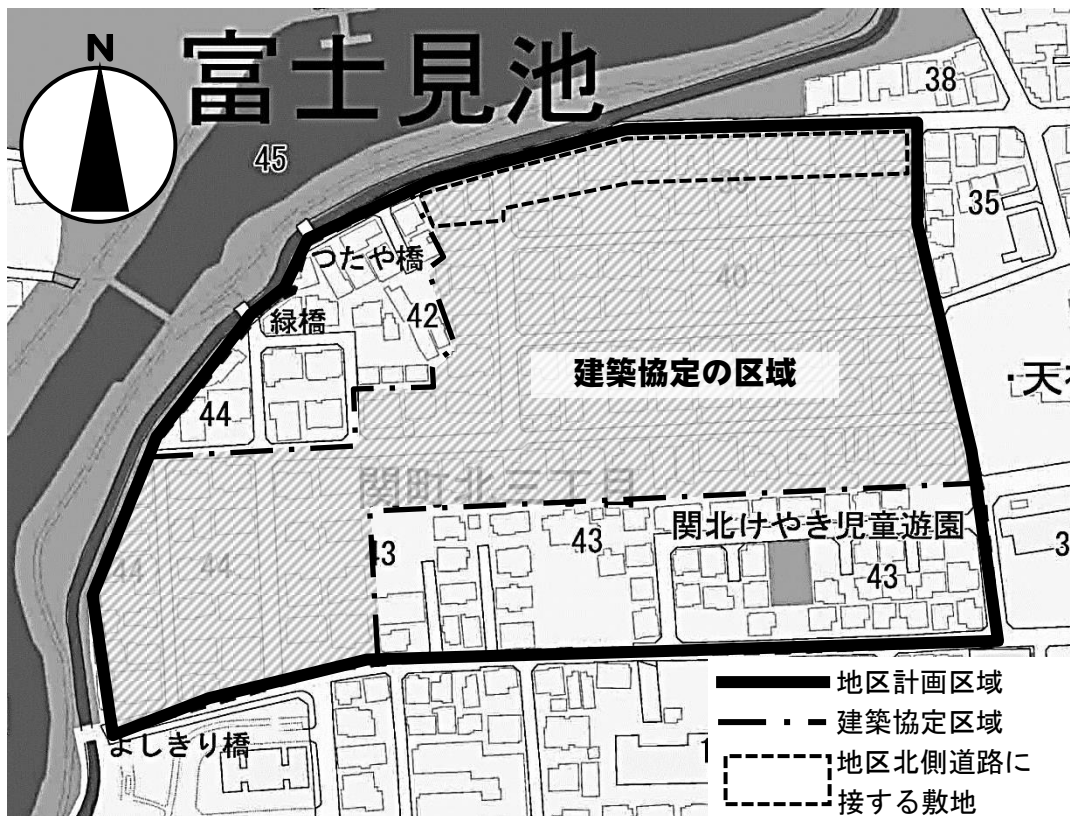 N
富士見池
45
38
35
39
40
つたや橋
42
緑橋
建築協定の区域
・天神
44
関町北三丁目
関北けやき児童遊園
43
43
43
3
44
44
よしきり橋
地区計画区域
建築協定区域
地区北側道路に
接する敷地